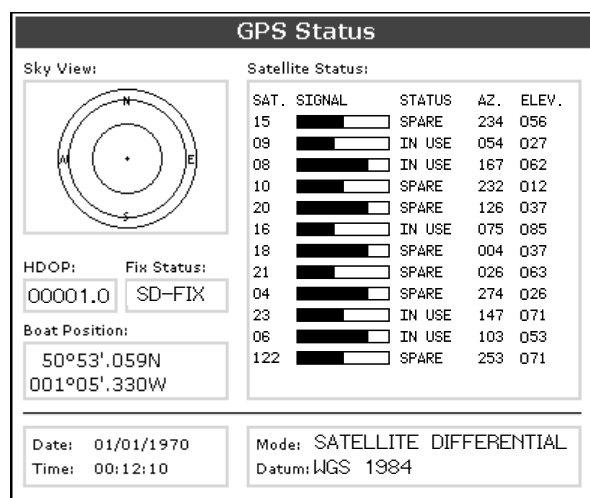 GPS Status
Sky View:
N
E
S
Satellite Status:
SAT. SIGNAL STATUS AZ. ELEV.
15 SPARE 234 056
09 IN USE 054 027
08 IN USE 167 062
10 SPARE 232 012
20 SPARE 126 037
16 IN USE 075 085
18 SPARE 004 037
21 SPARE 026 063
04 SPARE 274 026
23 IN USE 147 071
06 IN USE 103 053
122 SPARE 253 071
HDOP: Fix Status:
00001.0 SD-FIX
Boat Position:
50°53'.059N
001°05'.330W
Date: 01/01/1970
Time: 00:12:10
Mode: SATELLITE DIFFERENTIAL
Datum: WGS 1984